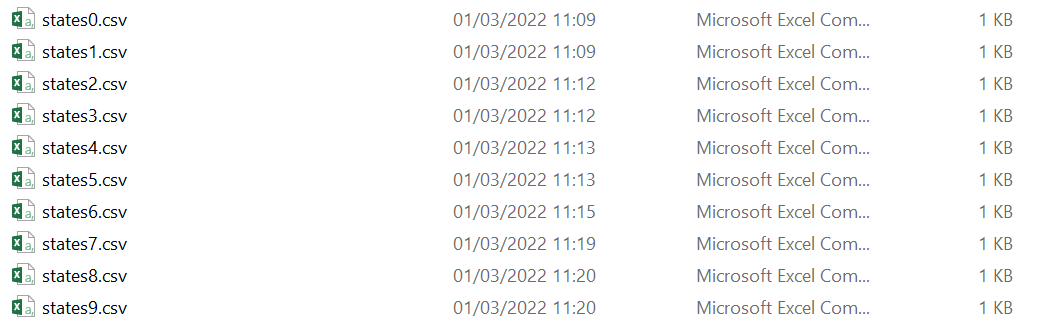 states0.csv 01/03/2022 11:09 Microsoft Excel Com... 1 KB
states1.csv 01/03/2022 11:09 Microsoft Excel Com... 1 KB
states2.csv 01/03/2022 11:12 Microsoft Excel Com... 1 KB
states3.csv 01/03/2022 11:12 Microsoft Excel Com... 1 KB
states4.csv 01/03/2022 11:13 Microsoft Excel Com... 1 KB
states5.csv 01/03/2022 11:13 Microsoft Excel Com... 1 KB
states6.csv 01/03/2022 11:15 Microsoft Excel Com... 1 KB
states7.csv 01/03/2022 11:19 Microsoft Excel Com... 1 KB
states8.csv 01/03/2022 11:20 Microsoft Excel Com... 1 KB
states9.csv 01/03/2022 11:20 Microsoft Excel Com... 1 KB